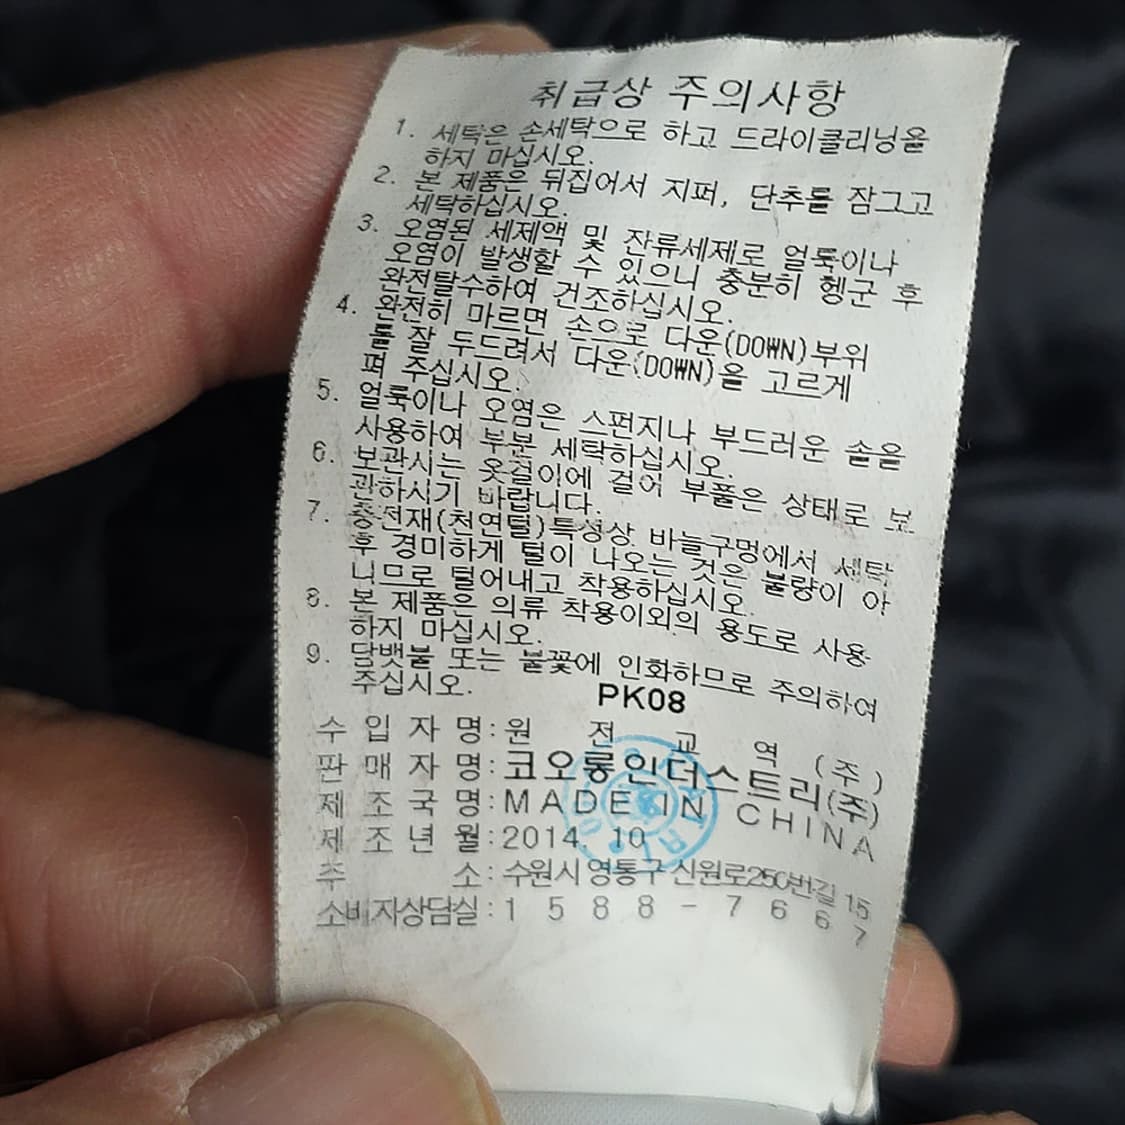 취급상 주의사항
1. 세탁은 손세탁으로 하고 드라이클리닝을
하지 마십시오.
2. 본 제품은 뒤집어서 지퍼, 단추를 잠그고
세탁하십시오.
3. 오염된 세제액 및 잔류세제로 얼룩이나
오염이 발생할 수 있으니 충분히 헹군 후
완전탈수하여 건조하십시오.
4. 완전히 마르면 손으로 다운(DOWN)부위
를 잘 두드려서 다운(DOWN)을 고르게
펴 주십시오.
5. 얼룩이나 오염은 스펀지나 부드러운 솔을
사용하여 부분 세탁하십시오.
6. 보관시는 옷걸이에 걸어 부풀은 상태로 보
관하시기 바랍니다.
7. 충전재(천연털)특성상 바늘구멍에서 세탁
후 경미하게 털이 나오는 것은 불량이 아
니므로 털어내고 착용하십시오.
8. 본 제품은 의류 착용이외의 용도로 사용
하지 마십시오.
9. 담뱃불 또는 불꽃에 인화하므로 주의하여
주십시오.
PK08
수입자명:원전교역(주)
판매자명:코오롱인더스트리(주)
제조국명:MADE IN CHINA
제조년월:2014. 10
주소:수원시 영통구 신원로250번길 15
소비자상담실:1588-7667